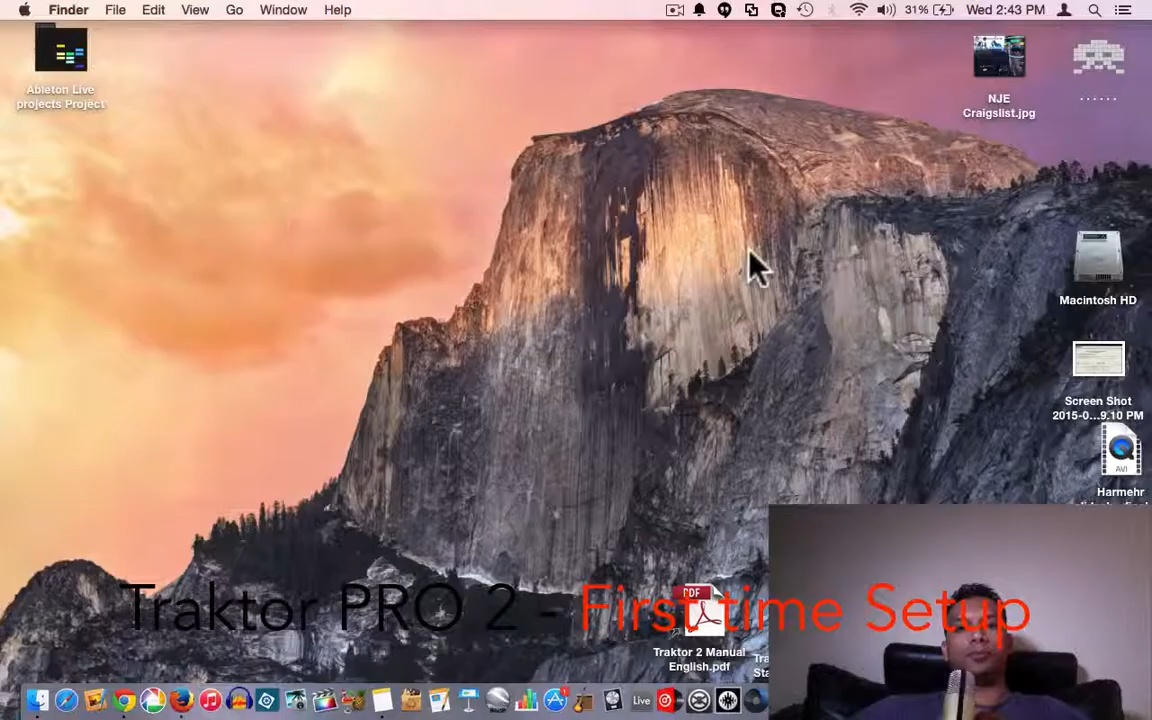 Finder File Edit View Go Window Help
31% Wed 2:43 PM
Ableton Live
projects Project
NJE
Craigslist.jpg
......
Macintosh HD
Screen Shot
2015-0...9.10 PM
AVI
Harmehr
Traktor PRO 2 - First time Setup
PDF
Traktor 2 Manual
English.pdf
Live